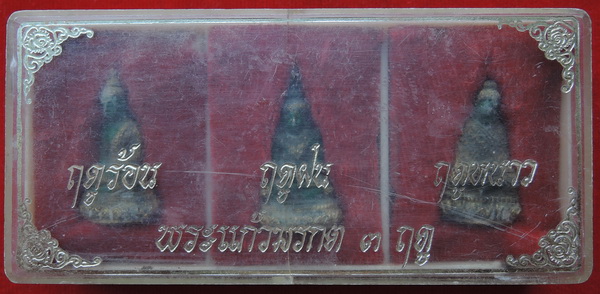 ฤดูร้อน ฤดูฝน ฤดูหนาว
พระแก้วมรกต ๓ ฤดู